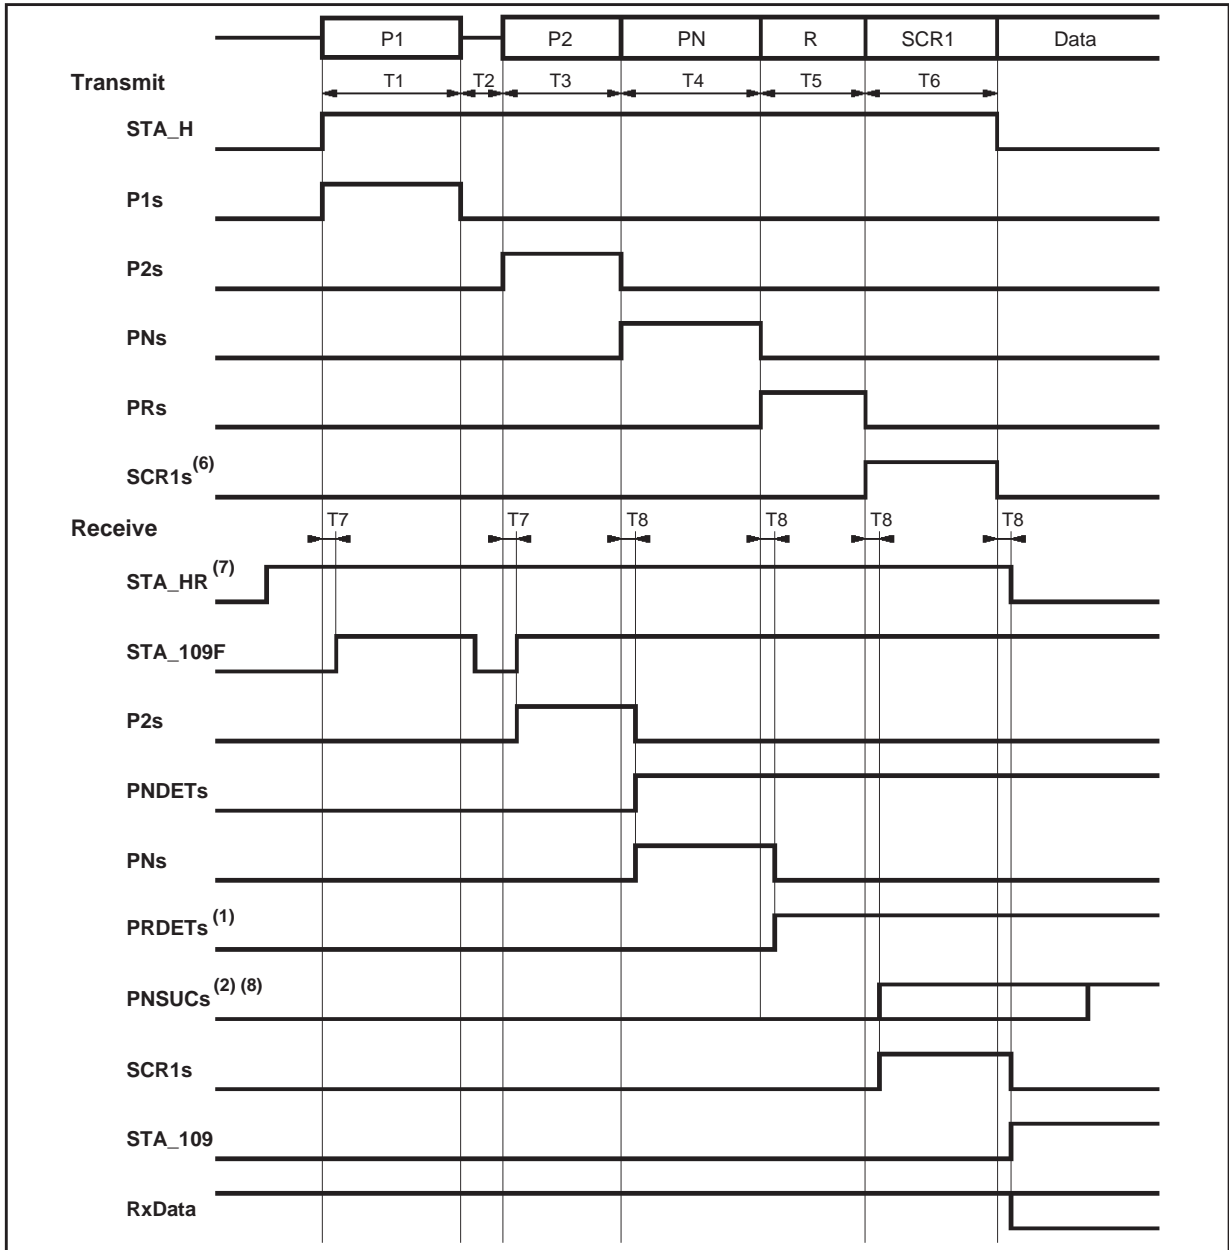 P1 P2 PN R SCR1 Data
Transmit T1 T2 T3 T4 T5 T6
STA_H
P1s
P2s
PNs
PRs
SCR1s(6)
Receive T7 T7 T8 T8 T8 T8
STA_HR (7)
STA_109F
P2s
PNDETs
PNs
PRDETs (1)
PNSUCs (2) (8)
SCR1s
STA_109
RxData